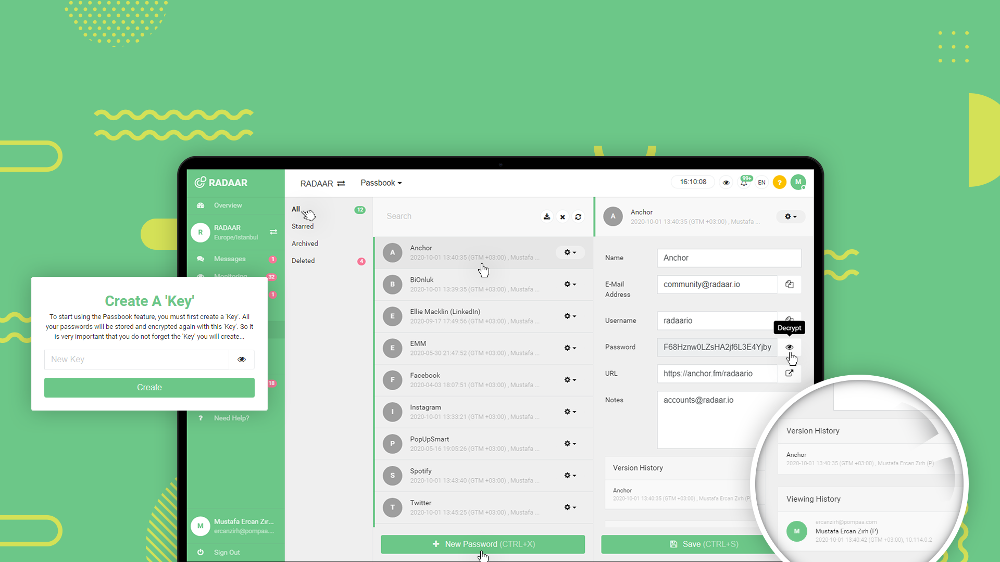 RADAAR
RADAAR
Passbook
16:10:08
99+
EN
?
M
Overview
R
RADAAR
Europe/Istanbul
Messages
1
Monitoring
32
1
18
Need Help?
M
Mustafa Ercan Zır...
ercanzirh@pompaa....
Sign Out
Create A 'Key'
To start using the Passbook feature, you must first create a 'Key'. All
your passwords will be stored and encrypted again with this 'Key'. So it
is very important that you do not forget the 'Key' you will create...
New Key
Create
All
12
Starred
Archived
Deleted
4
Search
A
Anchor
2020-10-01 13:40:35 (GTM +03:00) , Mustafa ...
B
BiOnluk
2020-10-01 13:39:35 (GTM +03:00) , Mustafa ...
E
Ellie Macklin (LinkedIn)
2020-09-17 17:49:56 (GTM +03:00) , Mustafa ...
E
EMM
2020-05-30 21:47:52 (GTM +03:00) , Mustafa ...
F
Facebook
2020-04-03 18:07:51 (GTM +03:00) , Mustafa ...
I
Instagram
2020-10-01 13:33:21 (GTM +03:00) , Mustafa ...
P
PopUpSmart
2020-05-16 19:05:26 (GTM +03:00) , Mustafa ...
S
Spotify
2020-10-01 13:43:40 (GTM +03:00) , Mustafa ...
T
Twitter
2020-10-01 13:45:25 (GTM +03:00) , Mustafa ...
New Password (CTRL+X)
A
Anchor
2020-10-01 13:40:35 (GTM +03:00) , Mustafa ...
Name
Anchor
E-Mail
Address
community@radaar.io
Username
radaario
Decrypt
Password
F68Hznw0LZsHA2jf6L3E4Yjby
URL
https://anchor.fm/radaario
Notes
accounts@radaar.io
Version History
Anchor
2020-10-01 13:40:35 (GTM +03:00) , Mustafa Ercan Zırh (P)
Save (CTRL+S)
Version History
Anchor
2020-10-01 13:40:35 (GTM +03:00) , Mustafa Ercan Zırh (P)
Viewing History
M
ercanzirh@pompaa.com
Mustafa Ercan Zırh (P)
2020-10-01 13:40:42 (GTM +03:00), 10.114.0.2